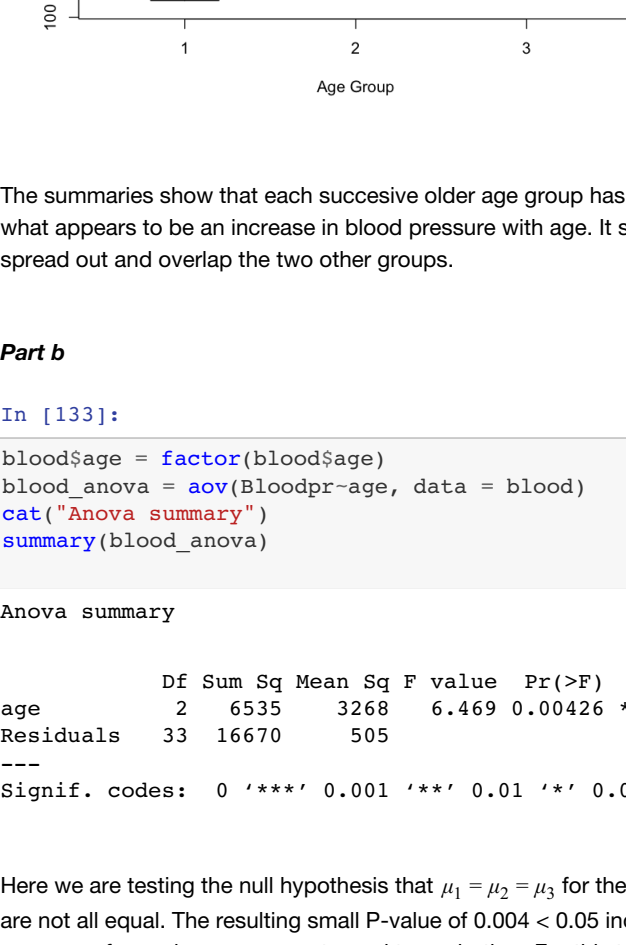 100
1 2 3
Age Group
The summaries show that each succesive older age group has
what appears to be an increase in blood pressure with age. It s
spread out and overlap the two other groups.
Part b
In [133]:
blood$age = factor(blood$age)
blood_anova = aov(Bloodpr~age, data = blood)
cat("Anova summary")
summary(blood_anova)
Anova summary
Df Sum Sq Mean Sq F value Pr(>F)
age 2 6535 3268 6.469 0.00426 *
Residuals 33 16670 505
---
Signif. codes: 0 ‘***’ 0.001 ‘**’ 0.01 ‘*’ 0.0
Here we are testing the null hypothesis that μ1 = μ2 = μ3 for the
are not all equal. The resulting small P-value of 0.004 < 0.05 in